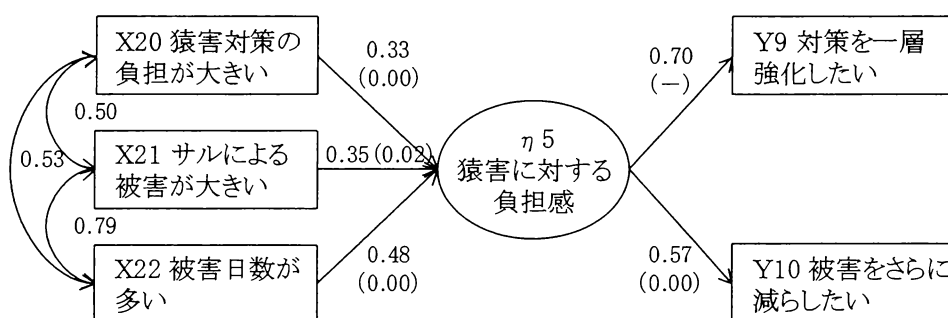 X20 猿害対策の
負担が大きい
X21 サルによる
被害が大きい
X22 被害日数が
多い
0.50
0.53
0.79
0.33
(0.00)
0.35(0.02)
0.48
(0.00)
η5
猿害に対する
負担感
0.70
(−)
0.57
(0.00)
Y9 対策を一層
強化したい
Y10 被害をさらに
減らしたい